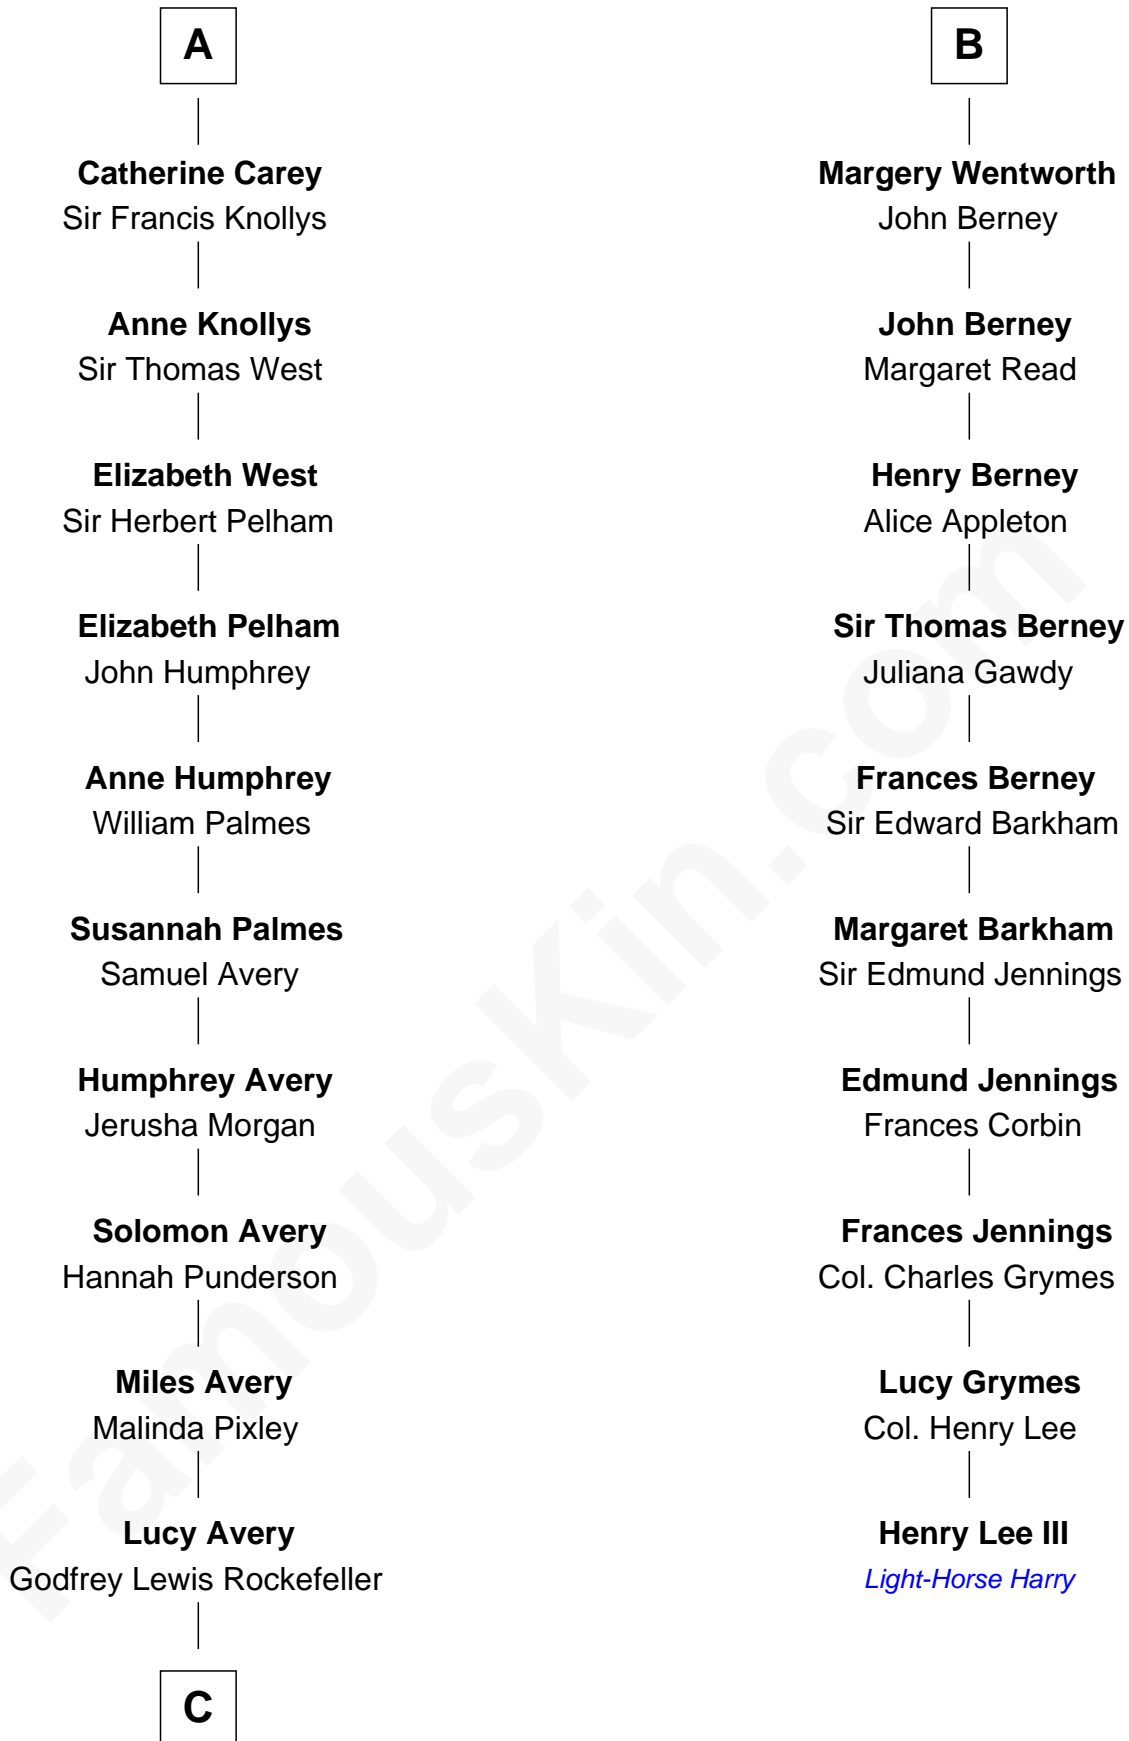 A
Catherine Carey
Sir Francis Knollys
Anne Knollys
Sir Thomas West
Elizabeth West
Sir Herbert Pelham
Elizabeth Pelham
John Humphrey
Anne Humphrey
William Palmes
Susannah Palmes
Samuel Avery
Humphrey Avery
Jerusha Morgan
Solomon Avery
Hannah Punderson
Miles Avery
Malinda Pixley
Lucy Avery
Godfrey Lewis Rockefeller
C
B
Margery Wentworth
John Berney
John Berney
Margaret Read
Henry Berney
Alice Appleton
Sir Thomas Berney
Juliana Gawdy
Frances Berney
Sir Edward Barkham
Margaret Barkham
Sir Edmund Jennings
Edmund Jennings
Frances Corbin
Frances Jennings
Col. Charles Grymes
Lucy Grymes
Col. Henry Lee
Henry Lee III
Light-Horse Harry
FamousKin.com